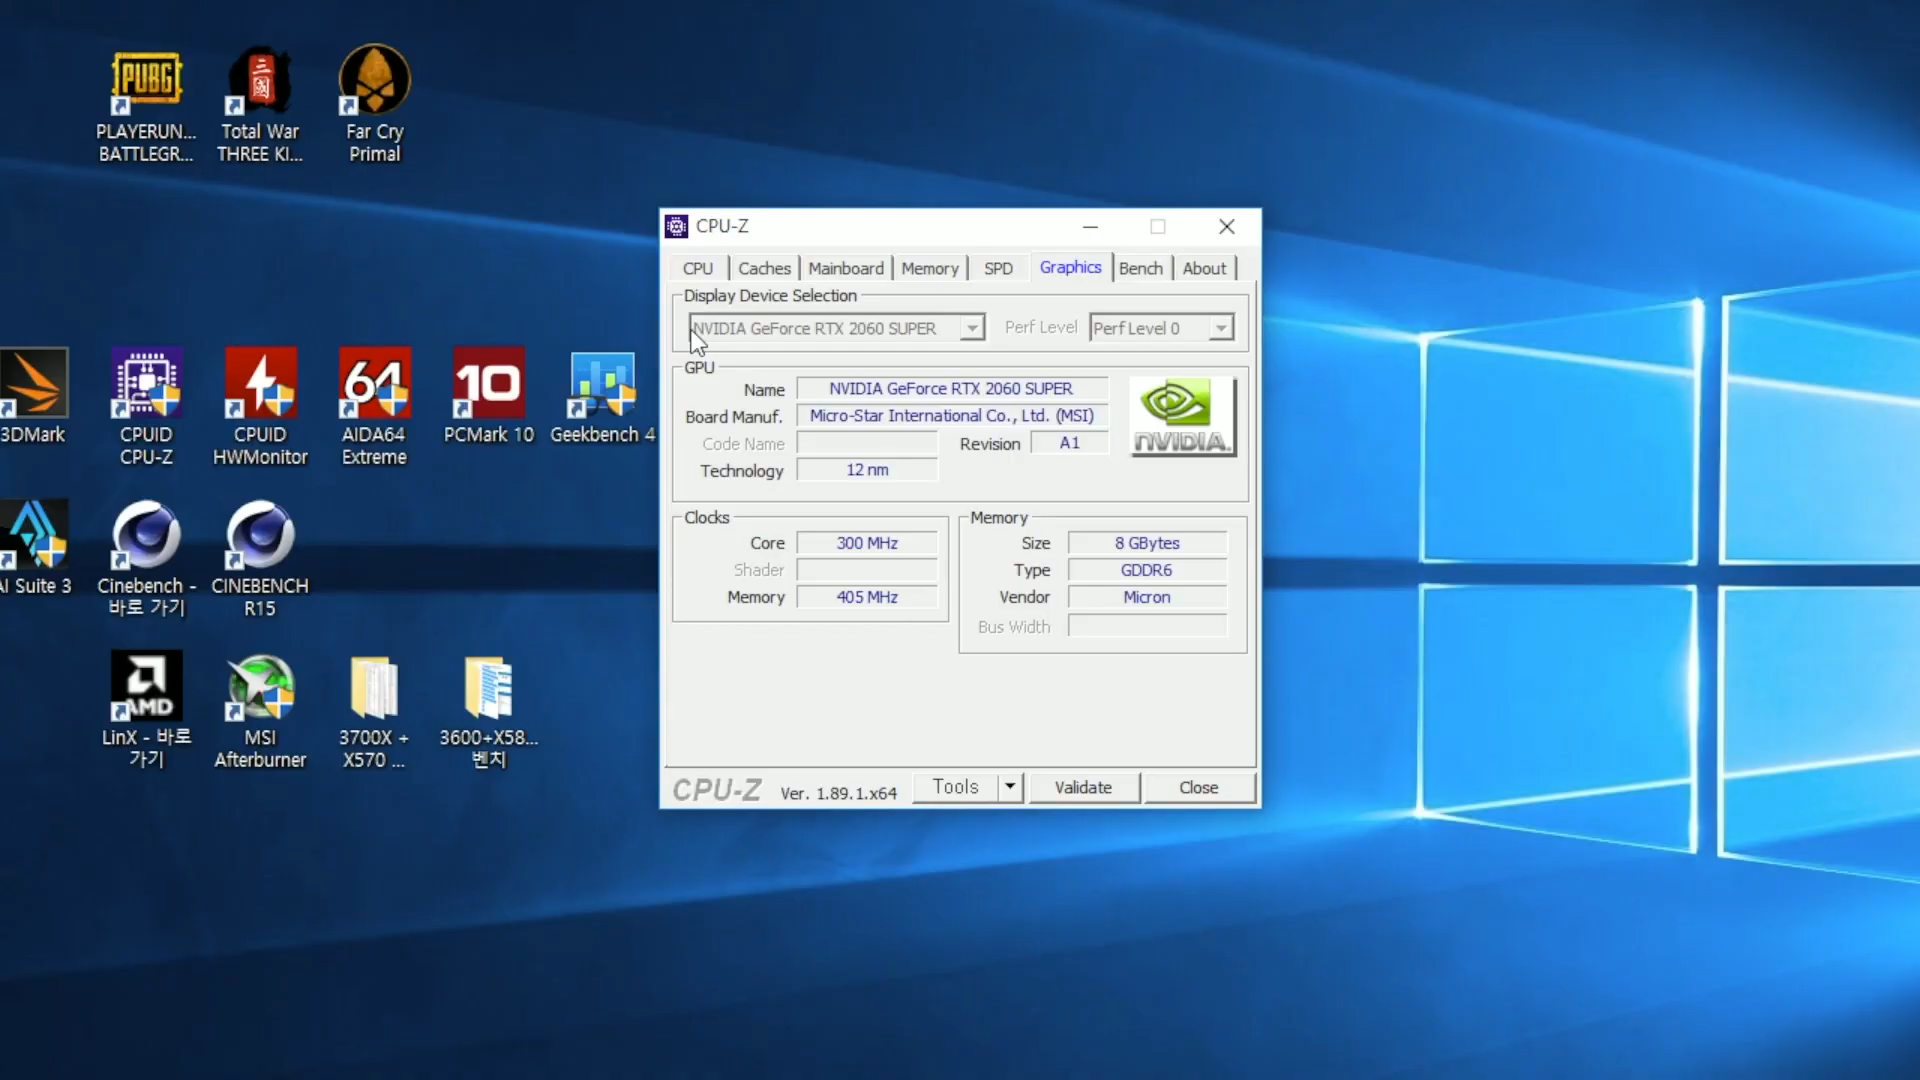 PUBG
三國
PLAYERUN...
BATTLEGR...
Total War
THREE KI...
Far Cry
Primal
64
10
3DMark
CPUID
CPU-Z
CPUID
HWMonitor
AIDA64
Extreme
PCMark 10
Geekbench 4
AI Suite 3
Cinebench -
바로 가기
CINEBENCH
R15
AMD
LinX - 바로
가기
MSI
Afterburner
3700X +
X570 ...
3600+X58...
벤치
CPU-Z
CPU
Caches
Mainboard
Memory
SPD
Graphics
Bench
About
Display Device Selection
NVIDIA GeForce RTX 2060 SUPER
Perf Level
Perf Level 0
GPU
Name
NVIDIA GeForce RTX 2060 SUPER
Board Manuf.
Micro-Star International Co., Ltd. (MSI)
Code Name
Revision
A1
Technology
12 nm
NVIDIA.
Clocks
Core
300 MHz
Shader
Memory
405 MHz
Memory
Size
8 GBytes
Type
GDDR6
Vendor
Micron
Bus Width
CPU-Z
Ver. 1.89.1.x64
Tools
Validate
Close